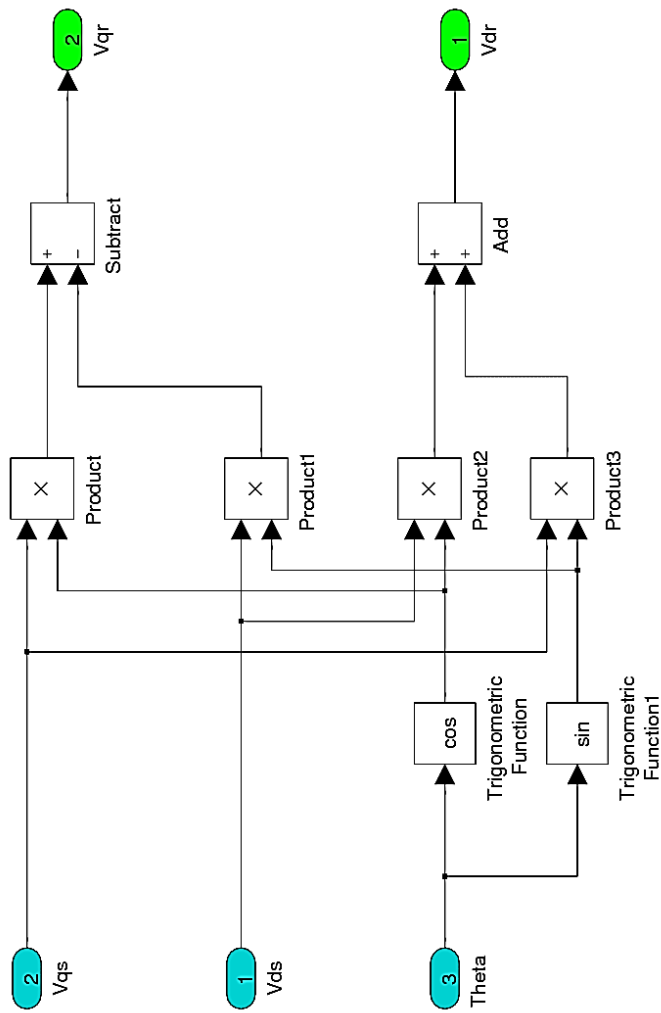 2
Vqs
1
Vds
3
Theta
cos
Trigonometric
Function
sin
Trigonometric
Function1
×
Product
×
Product1
×
Product2
×
Product3
+
-
Subtract
+
+
Add
2
Vqr
1
Vdr